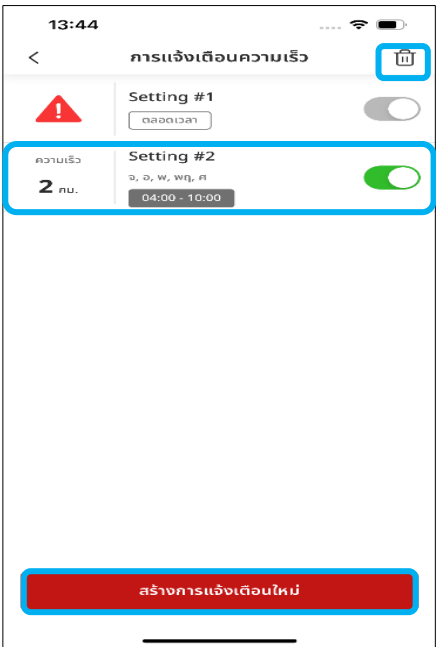 13:44
การแจ้งเตือนความเร็ว
Setting #1
ตลอดเวลา
ความเร็ว
2 กม.
Setting #2
จ, อ, พ, พฤ, ศ
04:00 - 10:00
สร้างการแจ้งเตือนใหม่